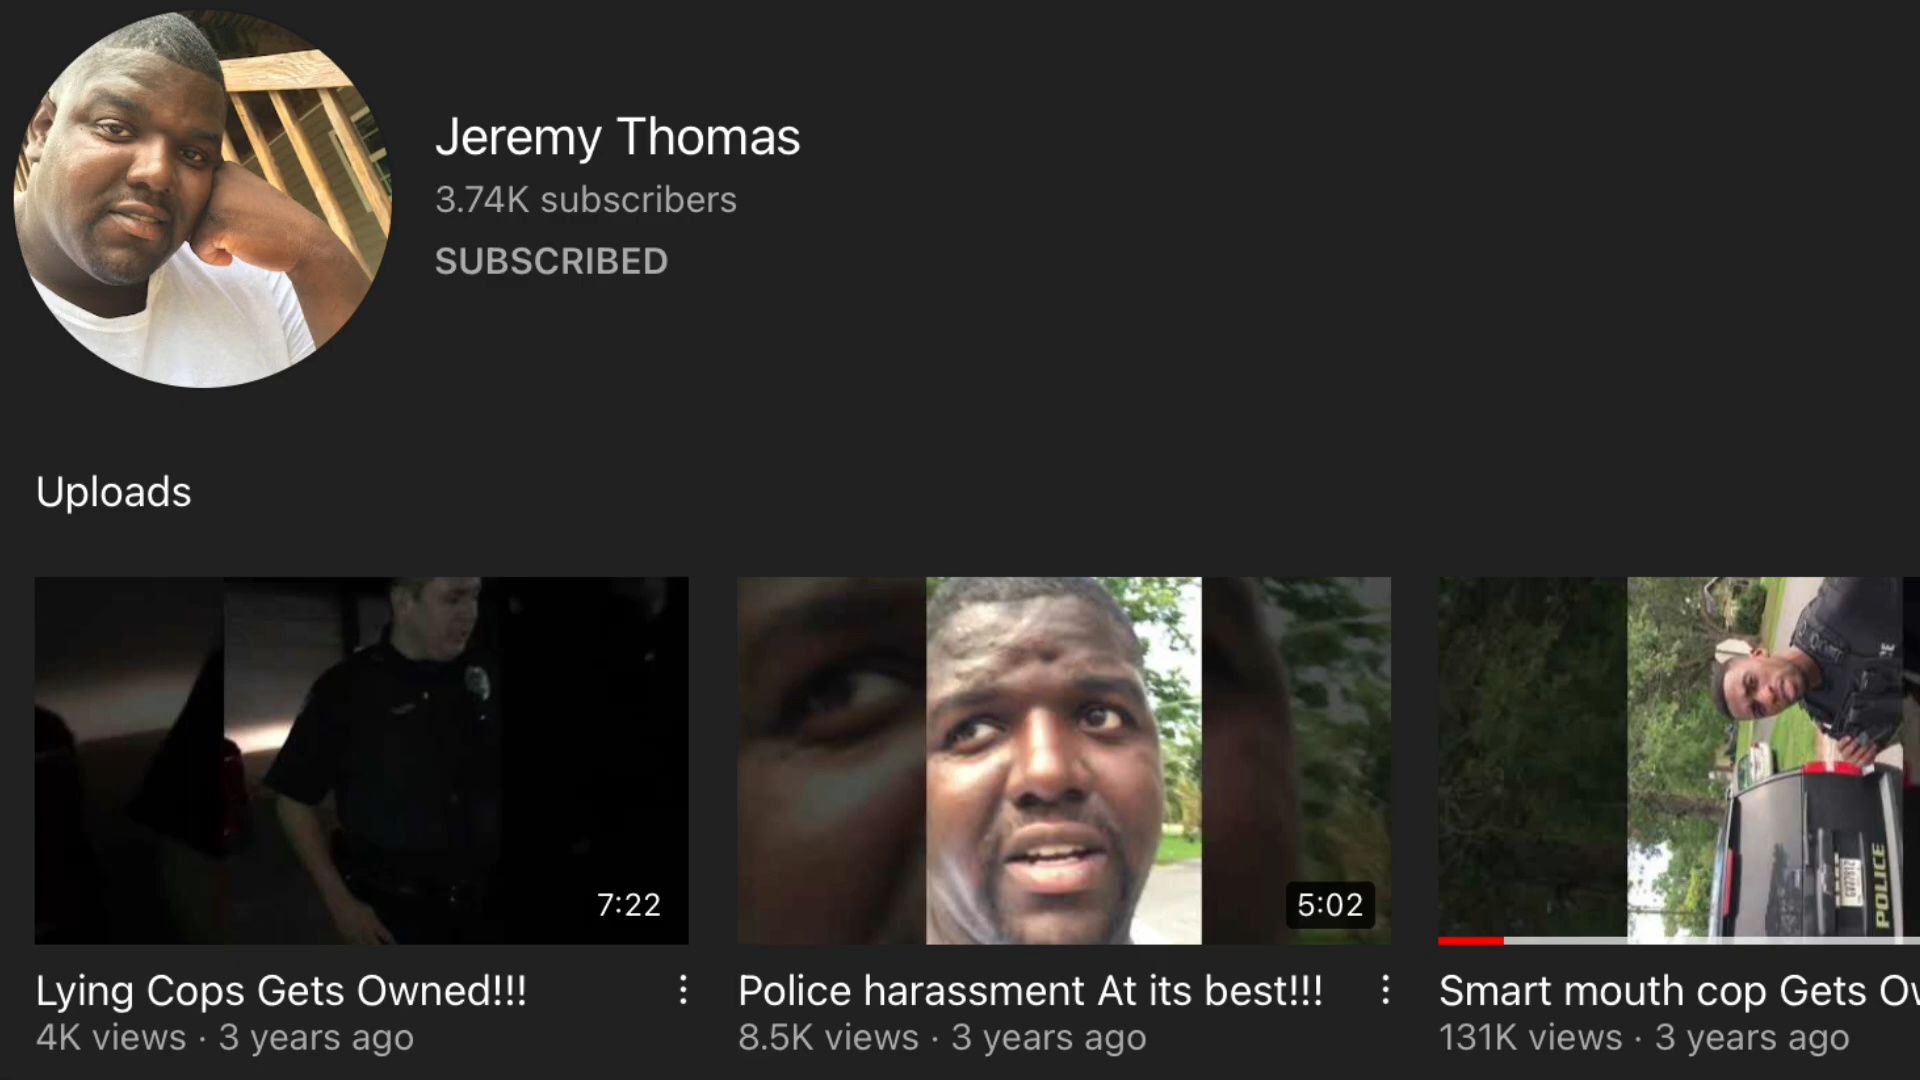 Jeremy Thomas
3.74K subscribers
SUBSCRIBED
Uploads
7:22
5:02
POLICE
Lying Cops Gets Owned!!!
4K views · 3 years ago
Police harassment At its best!!!
8.5K views · 3 years ago
Smart mouth cop Gets
131K views · 3 years ago